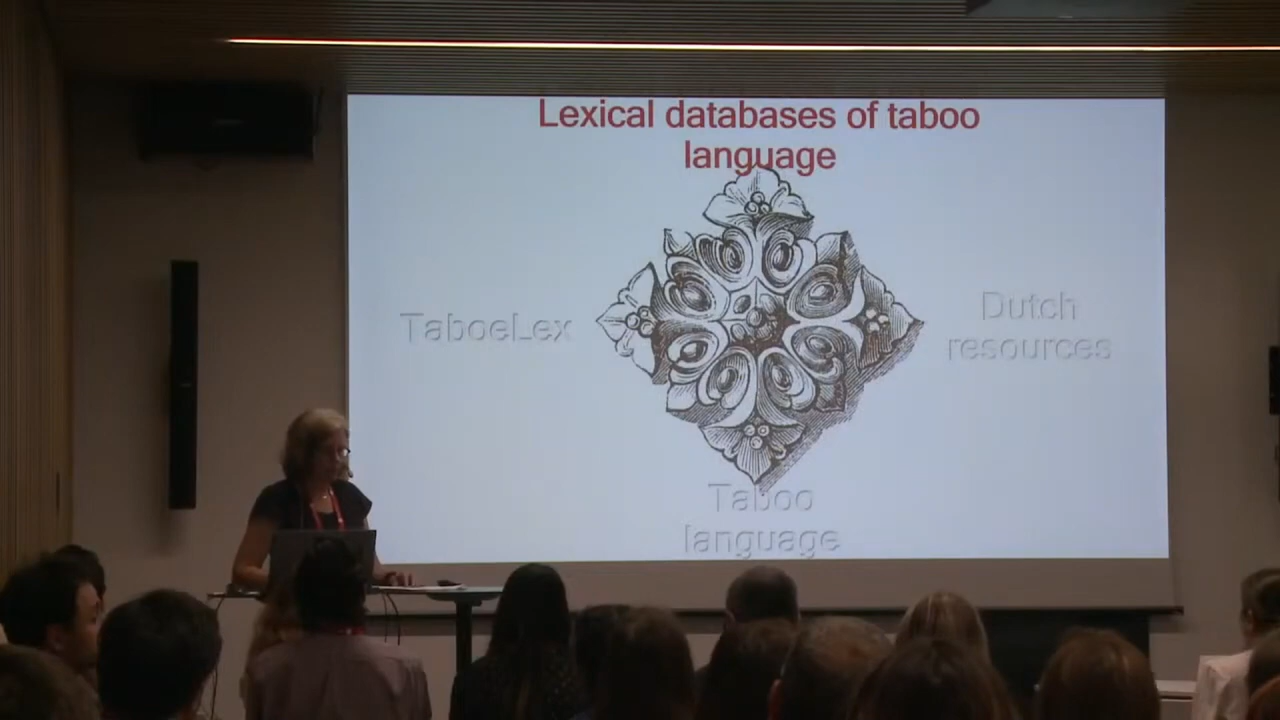 Lexical databases of taboo
language
TaboeLex
Dutch
resources
Taboo
language